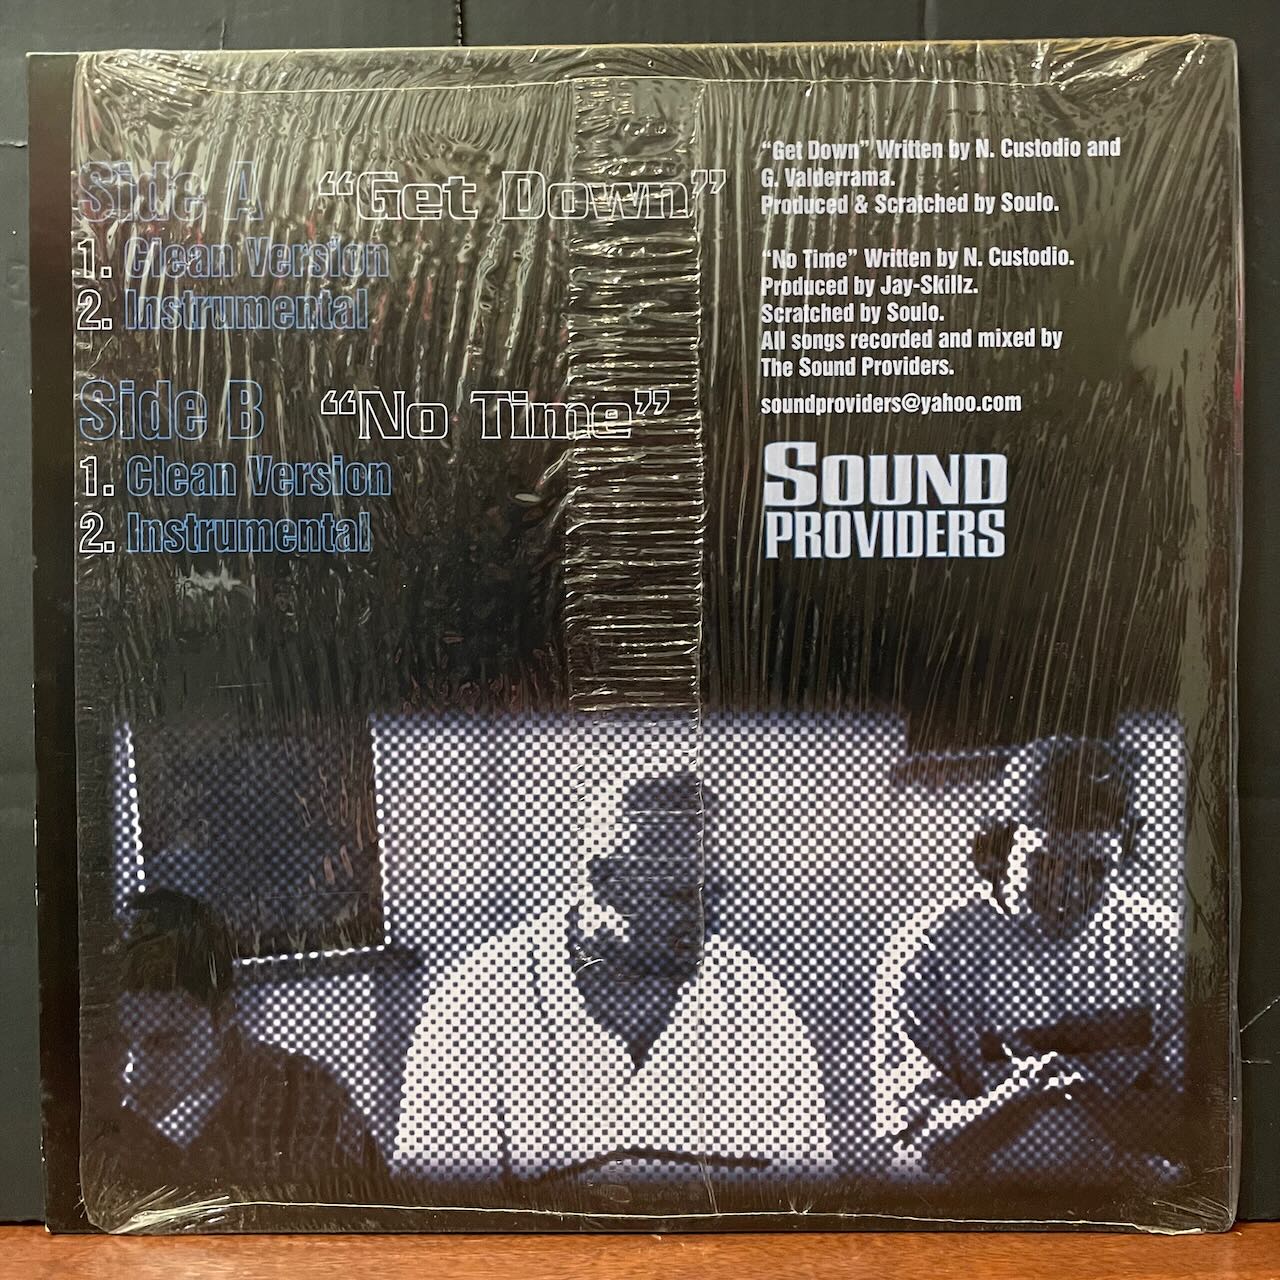 Side A “Get Down”
1. Clean Version
2. Instrumental
Side B “No Time”
1. Clean Version
2. Instrumental
“Get Down” Written by N. Custodio and
G. Valderrama.
Produced & Scratched by Soulo.
“No Time” Written by N. Custodio.
Produced by Jay-Skillz.
Scratched by Soulo.
All songs recorded and mixed by
The Sound Providers.
soundproviders@yahoo.com
SOUND
PROVIDERS